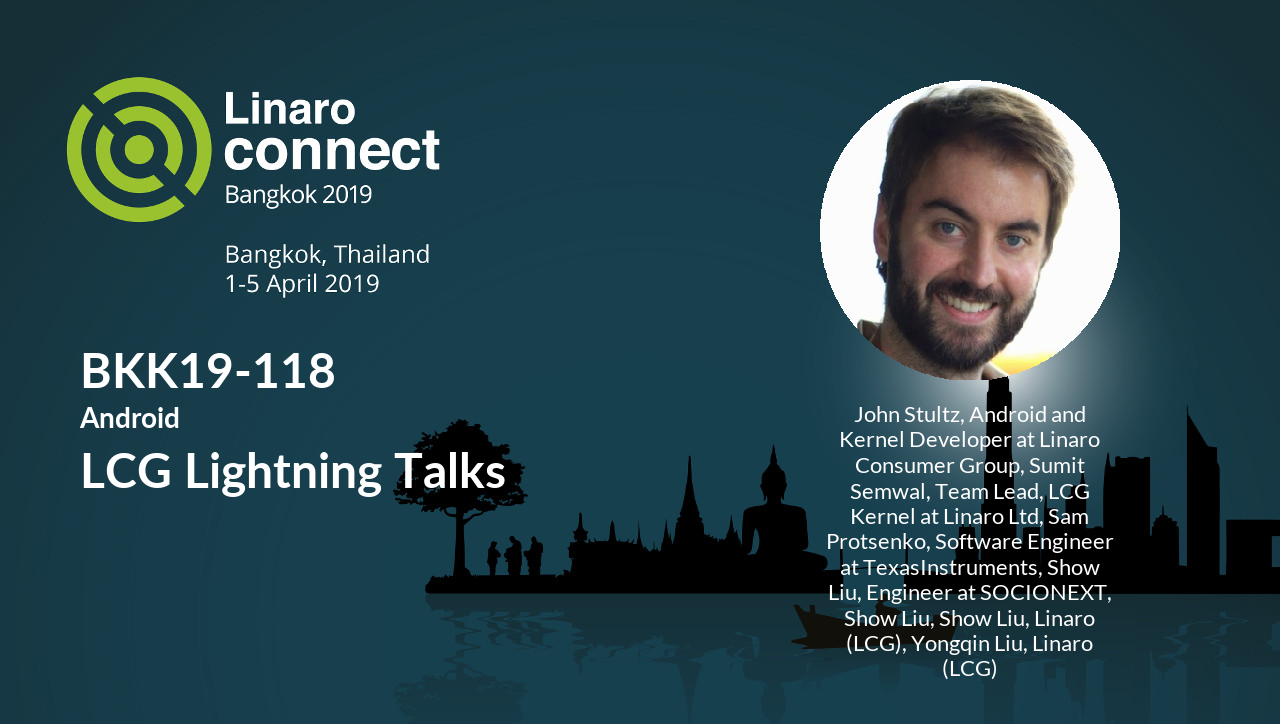 Linaro
connect
Bangkok 2019
Bangkok, Thailand
1-5 April 2019
BKK19-118
Android
LCG Lightning Talks
John Stultz, Android and
Kernel Developer at Linaro
Consumer Group, Sumit
Semwal, Team Lead, LCG
Kernel at Linaro Ltd, Sam
Protsenko, Software Engineer
at TexasInstruments, Show
Liu, Engineer at SOCIONEXT,
Show Liu, Show Liu, Linaro
(LCG), Yongqin Liu, Linaro
(LCG)